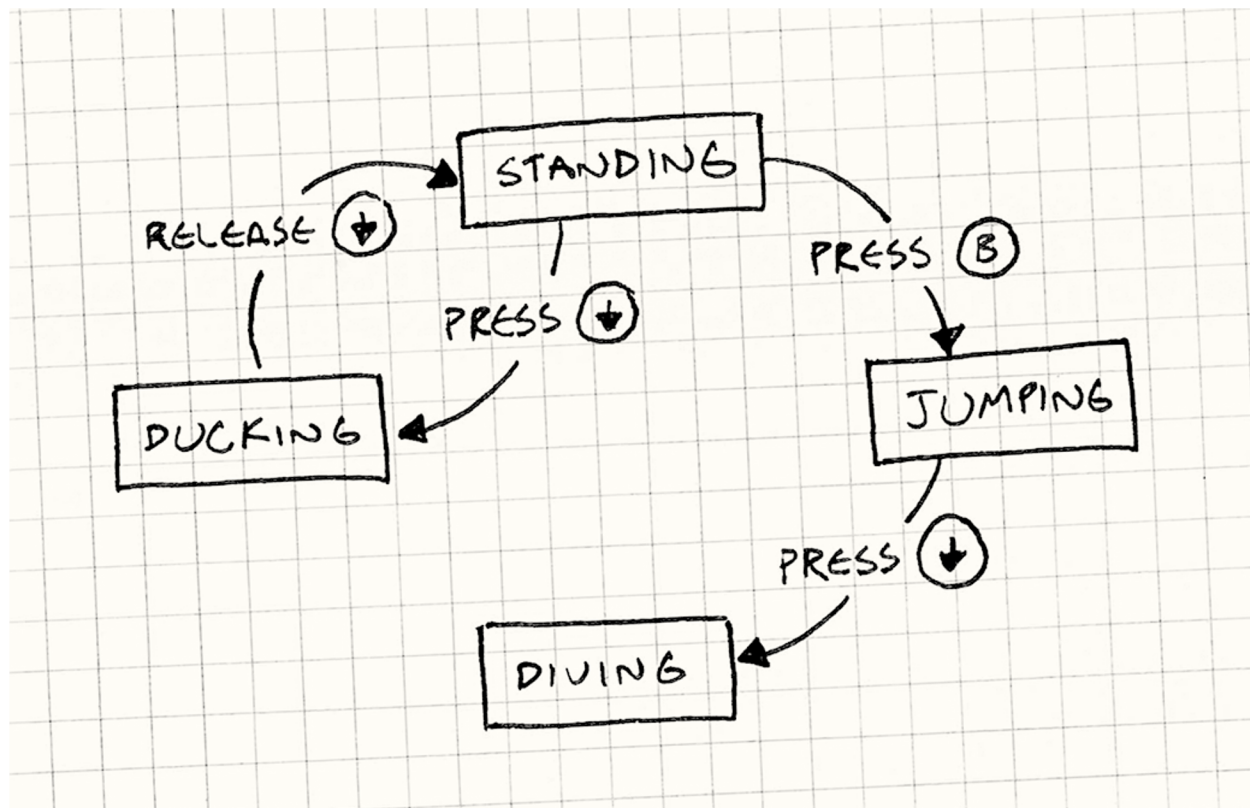 STANDING
RELEASE ↓
PRESS B
PRESS ↓
DUCKING
JUMPING
PRESS ↓
DIVING